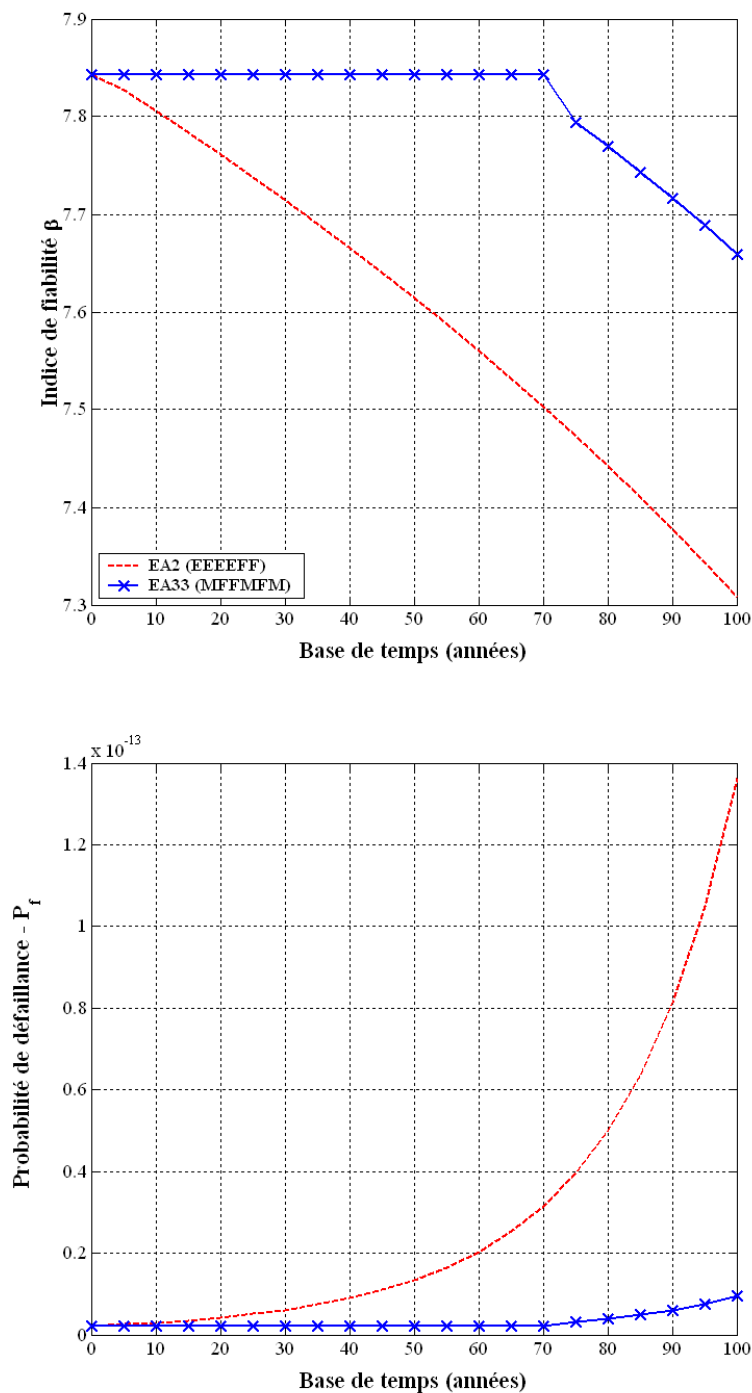 7.9
7.8
7.7
7.6
7.5
7.4
7.3
Indice de fiabilité β
EA2 (EEEEFF)
EA33 (MFFMFM)
0 10 20 30 40 50 60 70 80 90 100
Base de temps (années)
x 10-13
1.4
1.2
1
0.8
0.6
0.4
0.2
0
Probabilité de défaillance - Pf
0 10 20 30 40 50 60 70 80 90 100
Base de temps (années)